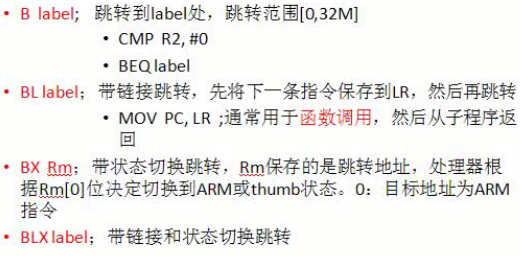 • B label；跳转到label处，跳转范围[0,32M]
• CMP R2, #0
• BEQ label
• BL label；带链接跳转，先将下一条指令保存到LR，然后再跳转
• MOV PC, LR ;通常用于函数调用，然后从子程序返
回
• BX Rm；带状态切换跳转，Rm保存的是跳转地址，处理器根
据Rm[0]位决定切换到ARM或thumb状态。0：目标地址为ARM
指令
• BLX label；带链接和状态切换跳转